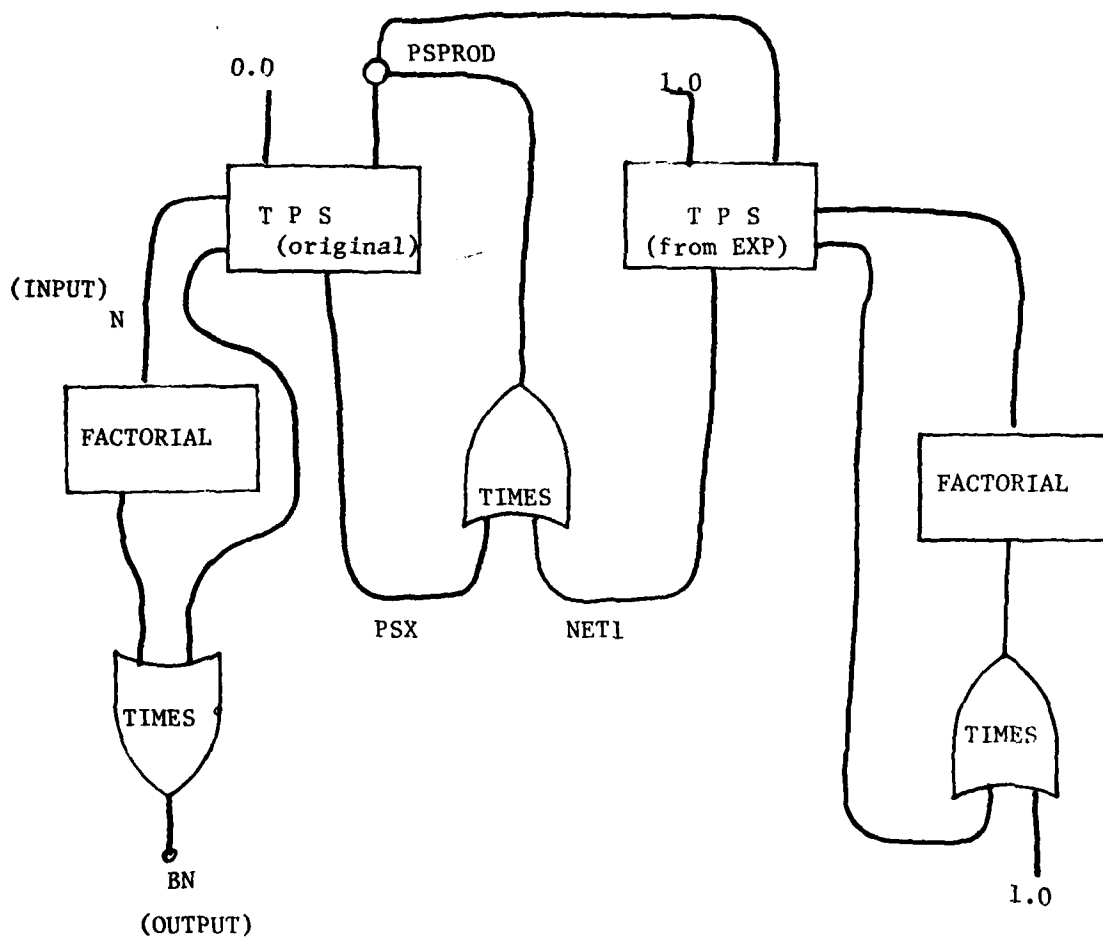 PSPROD
0.0
1.0
T P S
(original)
T P S
(from EXP)
(INPUT)
N
FACTORIAL
FACTORIAL
TIMES
PSX
NET1
TIMES
TIMES
BN
(OUTPUT)
1.0